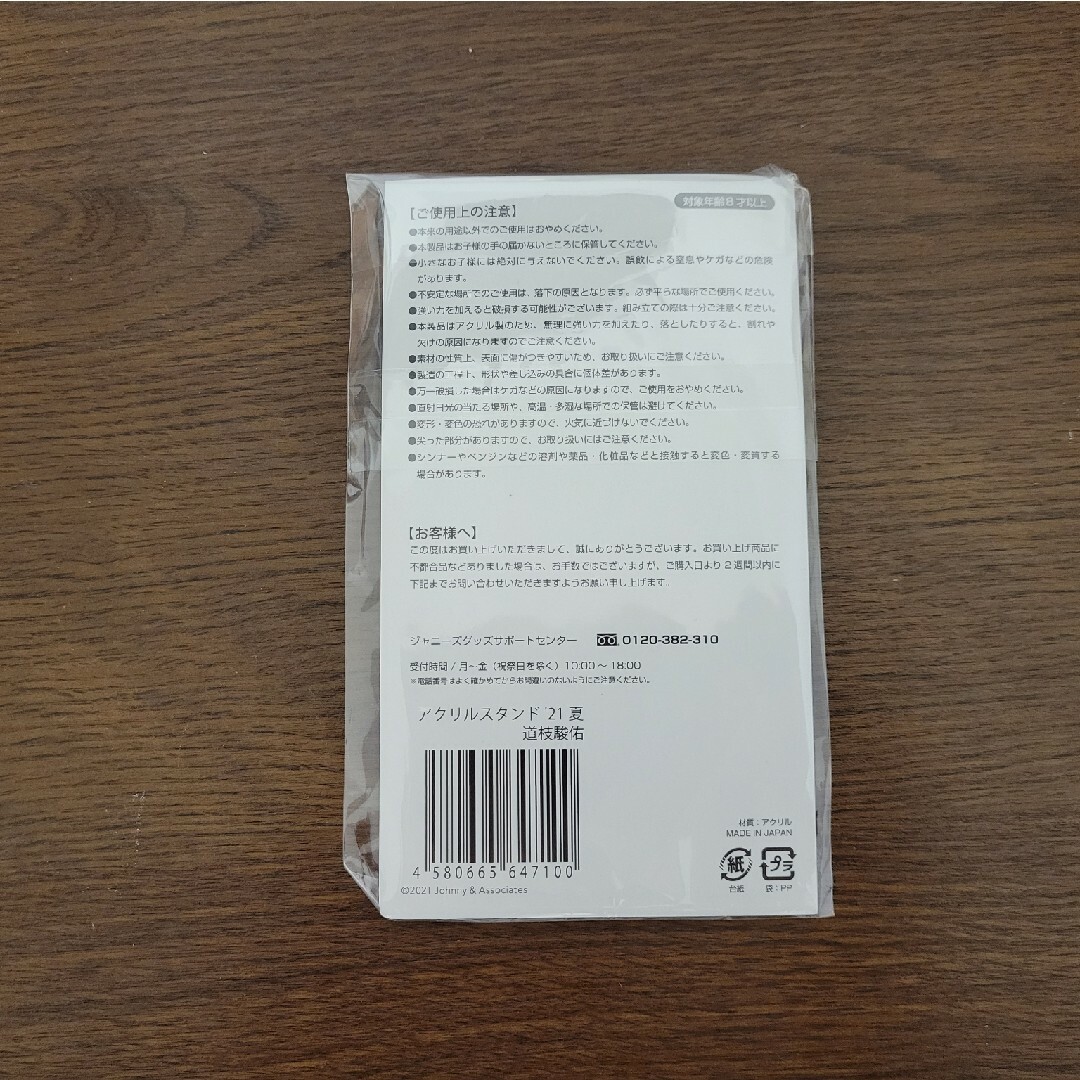 対象年齢8才以上
【ご使用上の注意】
●本来の用途以外でのご使用はおやめください。
●本製品はお子様の手の届かないところに保管してください。
●小さなお子様には絶対に与えないでください。誤飲による窒息やケガなどの危険
があります。
●不安定な場所でのご使用は、落下の原因となります。必ず平らな場所でご使用ください。
●強い力を加えると破損する可能性がございます。組み立ての際は十分ご注意ください。
●本製品はアクリル製のため、無理に強い力を加えたり、落としたりすると、割れや
欠けの原因になりますのでご注意ください。
●素材の性質上、表面に傷がつきやすいため、お取り扱いにご注意ください。
●製造の工程上、形状や差し込みの具合に個体差があります。
●万一破損した場合はケガなどの原因になりますので、ご使用をおやめください。
●直射日光の当たる場所や、高温・多湿な場所での保管は避けてください。
●変形・変色の恐れがありますので、火気に近づけないでください。
●尖った部分がありますので、お取り扱いにはご注意ください。
●シンナーやベンジンなどの溶剤や薬品・化粧品などと接触すると変色・変質する
場合があります。
【お客様へ】
この度はお買い上げいただきまして、誠にありがとうございます。お買い上げ商品に
不都合品などありました場合は、お手数ではございますが、ご購入日より2週間以内に
下記までお問い合わせいただきますようお願い申し上げます。
ジャニーズグッズサポートセンター 0120-382-310
受付時間/月〜金(祝祭日を除く)10:00〜18:00
※電話番号はよく確かめてからお間違いのないようにご注意ください。
アクリルスタンド '21 夏
道枝駿佑
4 580665 647100
©2021 Johnny & Associates
材質:アクリル
MADE IN JAPAN
紙 プラ
台紙 袋:PP